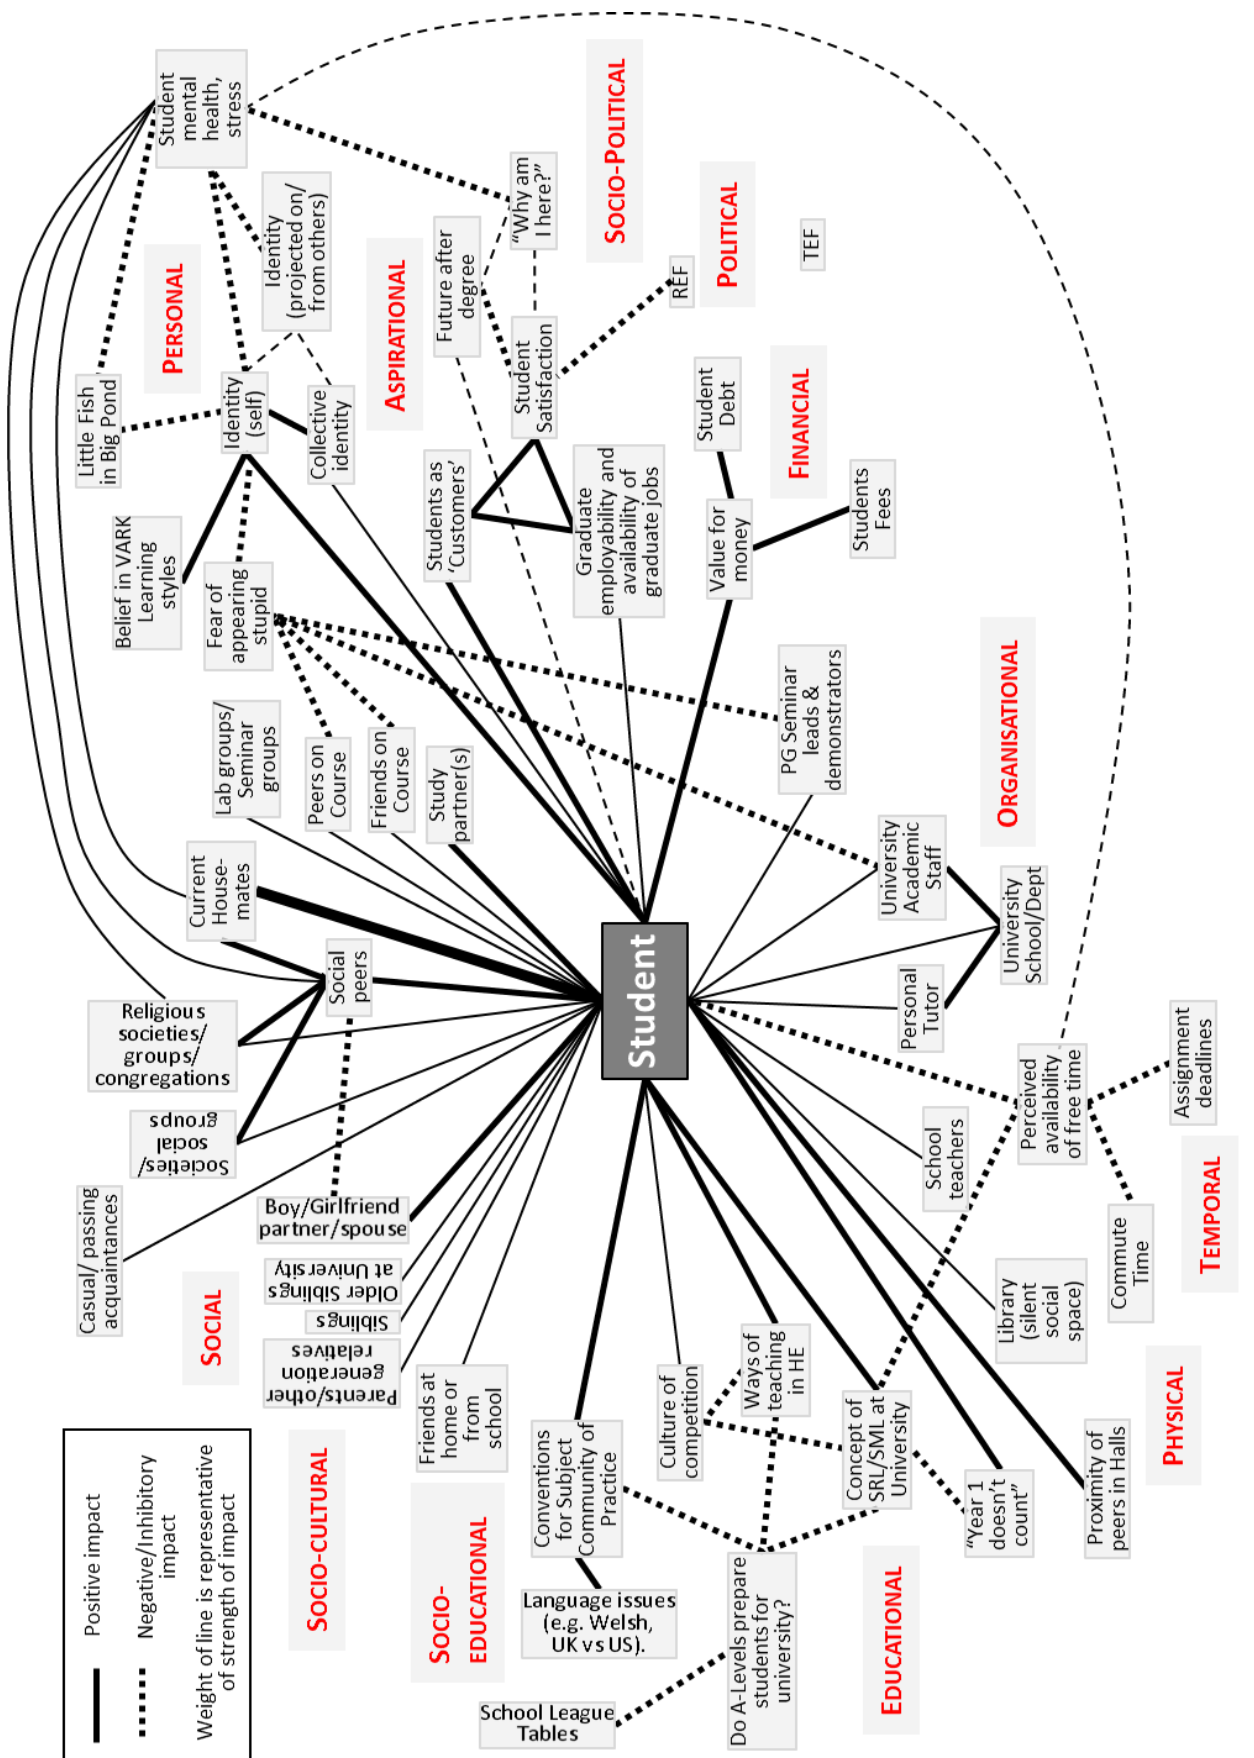 Positive impact
Negative/Inhibitory
impact
Weight of line is representative
of strength of impact
SOCIO-CULTURAL
SOCIO-
EDUCATIONAL
School League
Tables
Language issues
(e.g. Welsh,
UK vs US).
Do A-Levels prepare
students for
university?
EDUCATIONAL
Conventions
for Subject
Community of
Practice
Friends at
home or
from
school
Culture of
competition
Ways of
teaching
in HE
Concept of
SRL/SML at
University
“Year 1
doesn’t
count”
Proximity of
peers in Halls
PHYSICAL
SOCIAL
Casual/ passing
acquaintances
Parents/other
generation
relatives
Siblings
Older Siblings
at University
Boy/Girlfriend
partner/spouse
Societies/
social
groups
Religious
societies/
groups/
congregations
Social
peers
Current
House-
mates
Library
(silent
social
space)
Commute
Time
TEMPORAL
Assignment
deadlines
School
teachers
Perceived
availability
of free time
Personal
Tutor
University
School/Dept
University
Academic
Staff
ORGANISATIONAL
PG Seminar
leads &
demonstrators
Student
Lab groups/
Seminar
groups
Peers on
Course
Friends on
Course
Study
partner(s)
Belief in VARK
Learning
styles
Fear of
appearing
stupid
Little Fish
in Big Pond
PERSONAL
Identity
(self)
Collective
identity
Identity
(projected on/
from others)
Student
mental
health,
stress
ASPIRATIONAL
Students as
‘Customers’
Future after
degree
“Why am
I here?”
Student
Satisfaction
Graduate
employability and
availability of
graduate jobs
SOCIO-POLITICAL
REF
POLITICAL
TEF
Value for
money
Student
Debt
FINANCIAL
Students
Fees